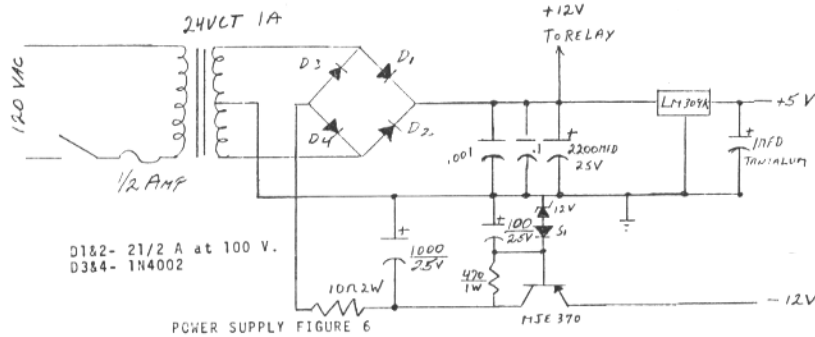 24VCT 1A
120 VAC
1/2 AMP
D3
D1
D4
D2
+12V
TO RELAY
LM309K
+5V
.001
.1
+
2200MFD
25V
+
1MFD
TANTALUM
+
1000
25V
+
100
25V
12V
Si
470
1W
10Ω 2W
MJE 370
-12V
D1&2- 21/2 A at 100 V.
D3&4- 1N4002
POWER SUPPLY FIGURE 6